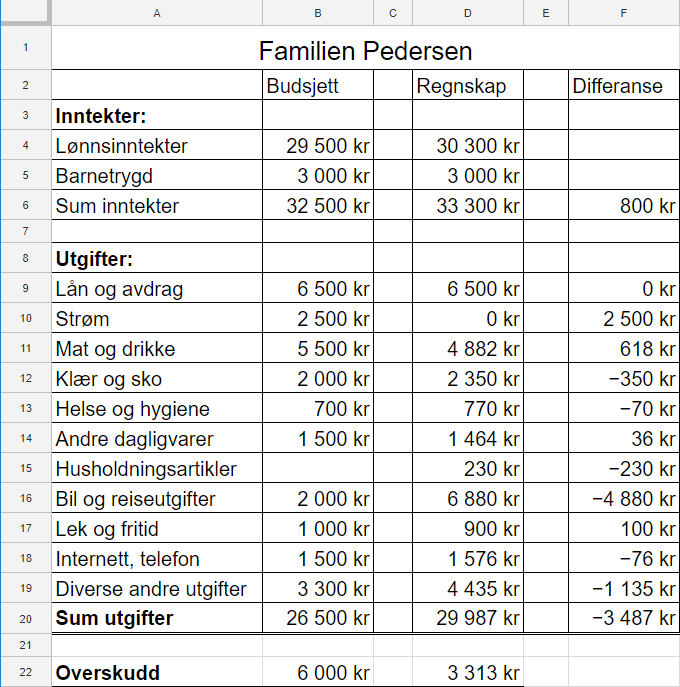 A B C D E F
1 Familien Pedersen
2 Budsjett Regnskap Differanse
3 Inntekter:
4 Lønnsinntekter 29 500 kr 30 300 kr
5 Barnetrygd 3 000 kr 3 000 kr
6 Sum inntekter 32 500 kr 33 300 kr 800 kr
7
8 Utgifter:
9 Lån og avdrag 6 500 kr 6 500 kr 0 kr
10 Strøm 2 500 kr 0 kr 2 500 kr
11 Mat og drikke 5 500 kr 4 882 kr 618 kr
12 Klær og sko 2 000 kr 2 350 kr −350 kr
13 Helse og hygiene 700 kr 770 kr −70 kr
14 Andre dagligvarer 1 500 kr 1 464 kr 36 kr
15 Husholdningsartikler 230 kr −230 kr
16 Bil og reiseutgifter 2 000 kr 6 880 kr −4 880 kr
17 Lek og fritid 1 000 kr 900 kr 100 kr
18 Internett, telefon 1 500 kr 1 576 kr −76 kr
19 Diverse andre utgifter 3 300 kr 4 435 kr −1 135 kr
20 Sum utgifter 26 500 kr 29 987 kr −3 487 kr
21
22 Overskudd 6 000 kr 3 313 kr